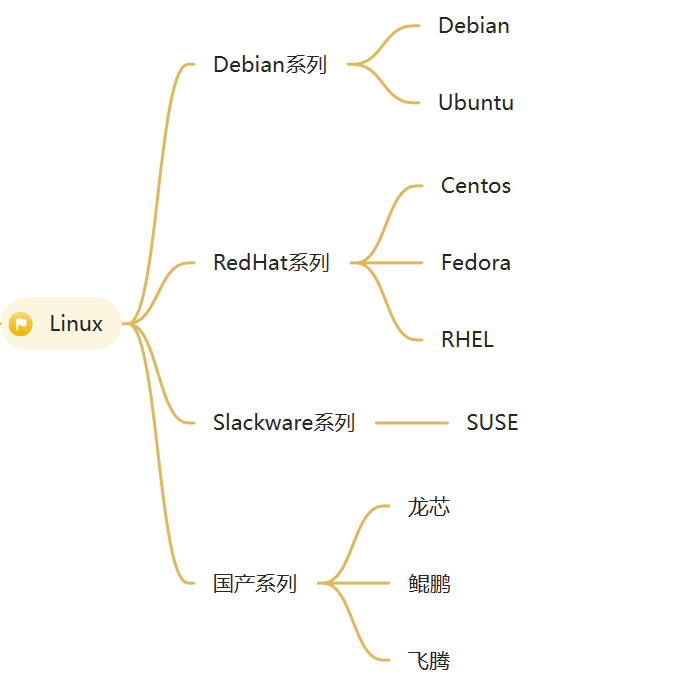 Linux
Debian系列
Debian
Ubuntu
RedHat系列
Centos
Fedora
RHEL
Slackware系列
SUSE
国产系列
龙芯
鲲鹏
飞腾